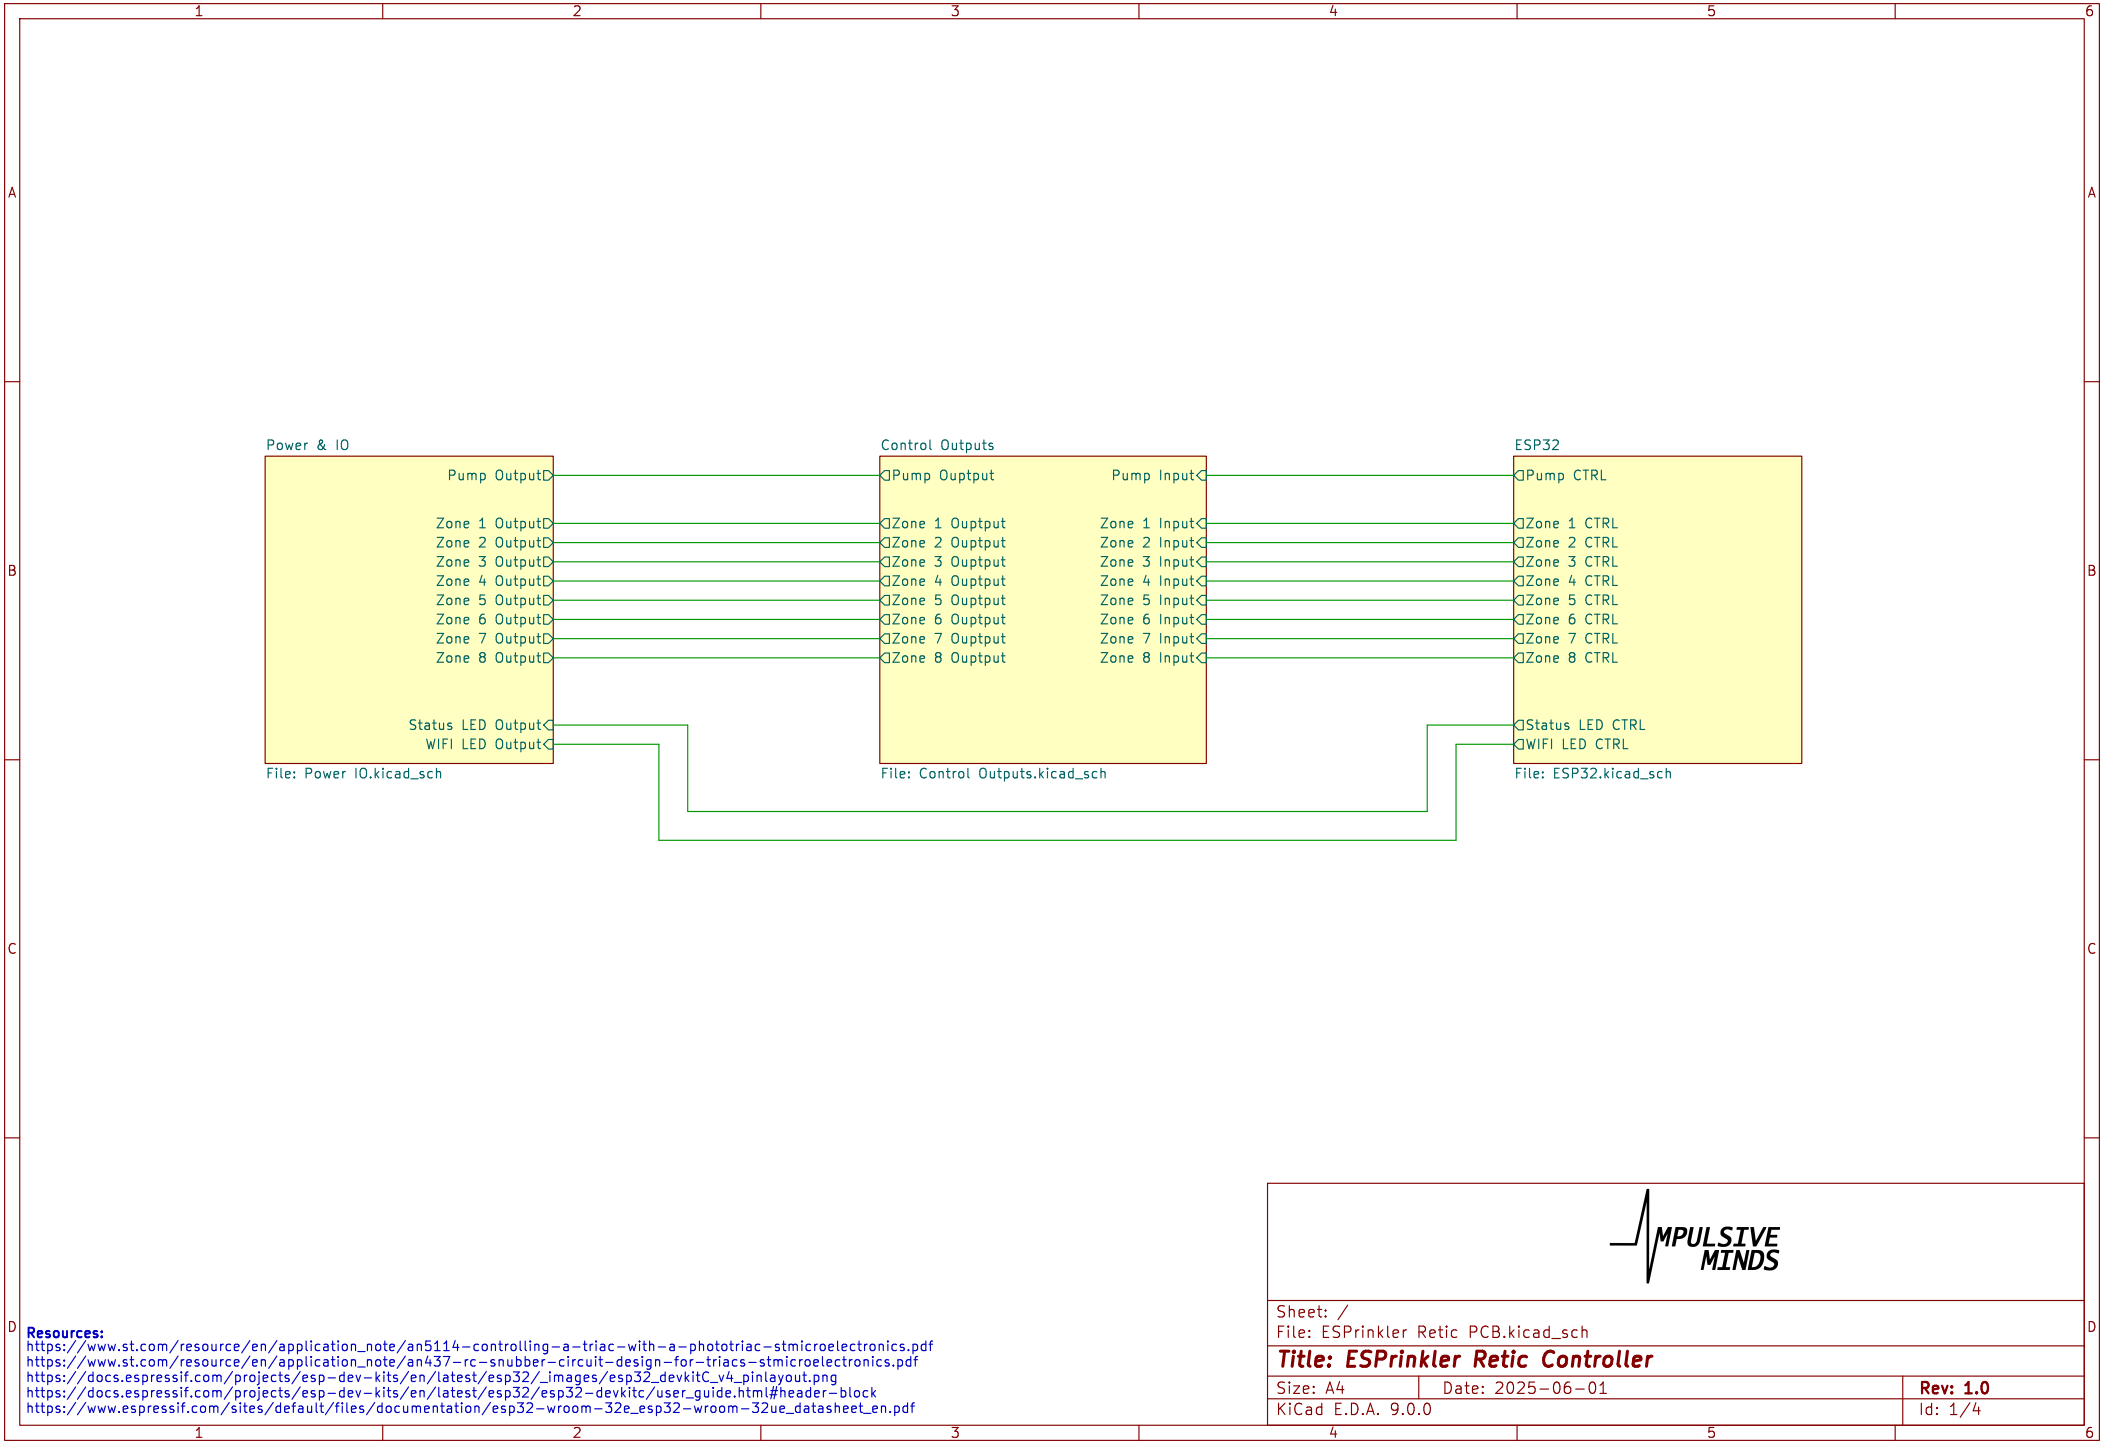 1 2 3 4 5 6
A A
B B
C C
D D
Power & IO
Pump Output
Zone 1 Output
Zone 2 Output
Zone 3 Output
Zone 4 Output
Zone 5 Output
Zone 6 Output
Zone 7 Output
Zone 8 Output
Status LED Output
WIFI LED Output
File: Power IO.kicad_sch
Control Outputs
Pump Ouptput Pump Input
Zone 1 Ouptput Zone 1 Input
Zone 2 Ouptput Zone 2 Input
Zone 3 Ouptput Zone 3 Input
Zone 4 Ouptput Zone 4 Input
Zone 5 Ouptput Zone 5 Input
Zone 6 Ouptput Zone 6 Input
Zone 7 Ouptput Zone 7 Input
Zone 8 Ouptput Zone 8 Input
File: Control Outputs.kicad_sch
ESP32
Pump CTRL
Zone 1 CTRL
Zone 2 CTRL
Zone 3 CTRL
Zone 4 CTRL
Zone 5 CTRL
Zone 6 CTRL
Zone 7 CTRL
Zone 8 CTRL
Status LED CTRL
WIFI LED CTRL
File: ESP32.kicad_sch
Resources:
https://www.st.com/resource/en/application_note/an5114-controlling-a-triac-with-a-phototriac-stmicroelectronics.pdf
https://www.st.com/resource/en/application_note/an437-rc-snubber-circuit-design-for-triacs-stmicroelectronics.pdf
https://docs.espressif.com/projects/esp-dev-kits/en/latest/esp32/_images/esp32_devkitC_v4_pinlayout.png
https://docs.espressif.com/projects/esp-dev-kits/en/latest/esp32/esp32-devkitc/user_guide.html#header-block
https://www.espressif.com/sites/default/files/documentation/esp32-wroom-32e_esp32-wroom-32ue_datasheet_en.pdf
MPULSIVE
MINDS
Sheet: /
File: ESPrinkler Retic PCB.kicad_sch
Title: ESPrinkler Retic Controller
Size: A4 Date: 2025-06-01 Rev: 1.0
KiCad E.D.A. 9.0.0 Id: 1/4
1 2 3 4 5 6